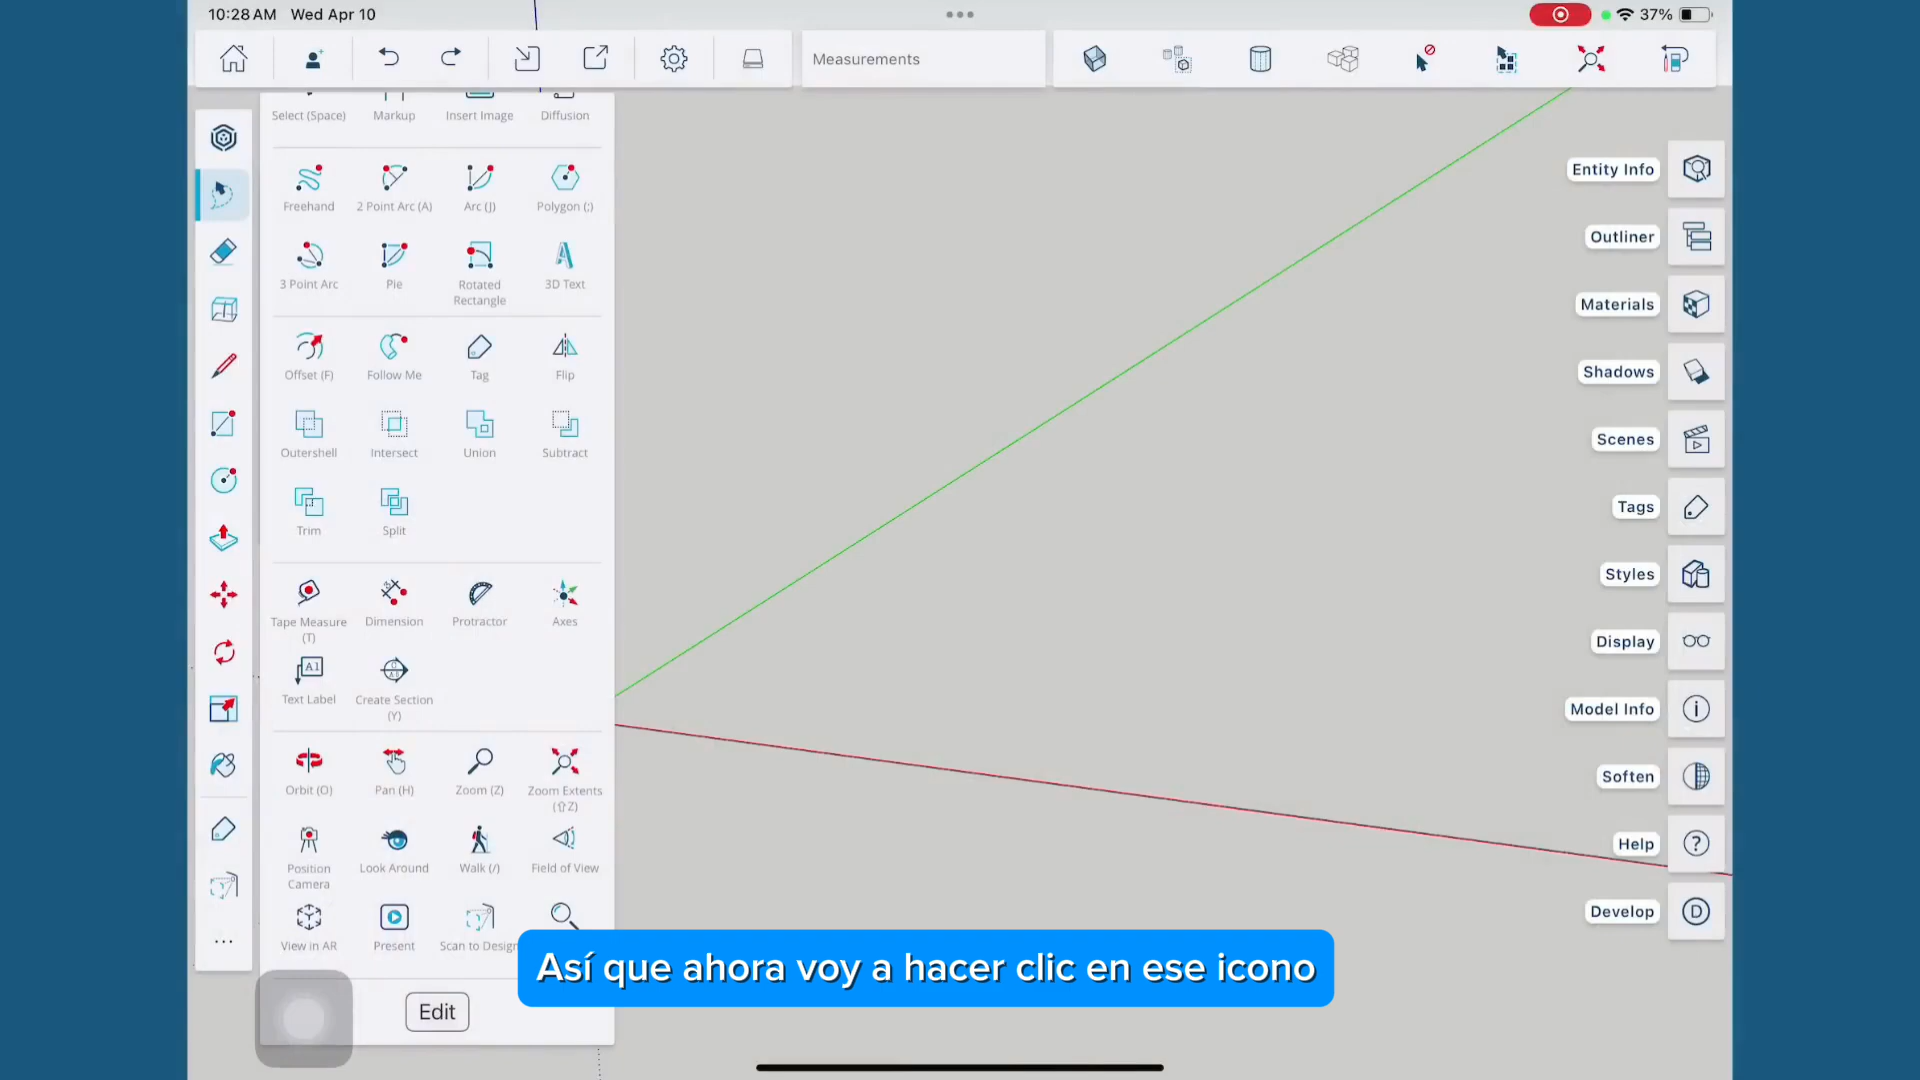 10:28 AM Wed Apr 10
37%
Measurements
Select (Space)
Markup
Insert Image
Diffusion
Freehand
2 Point Arc (A)
Arc (J)
Polygon (;)
3 Point Arc
Pie
Rotated
Rectangle
3D Text
Offset (F)
Follow Me
Tag
Flip
Outershell
Intersect
Union
Subtract
Trim
Split
Tape Measure
(T)
Dimension
Protractor
Axes
A1
Text Label
Create Section
(Y)
Orbit (O)
Pan (H)
Zoom (Z)
Zoom Extents
(⇧Z)
Position
Camera
Look Around
Walk (/)
Field of View
View in AR
Present
Scan to Design
Edit
Entity Info
Outliner
Materials
Shadows
Scenes
Tags
Styles
Display
Model Info
Soften
Help
Develop
Así que ahora voy a hacer clic en ese icono